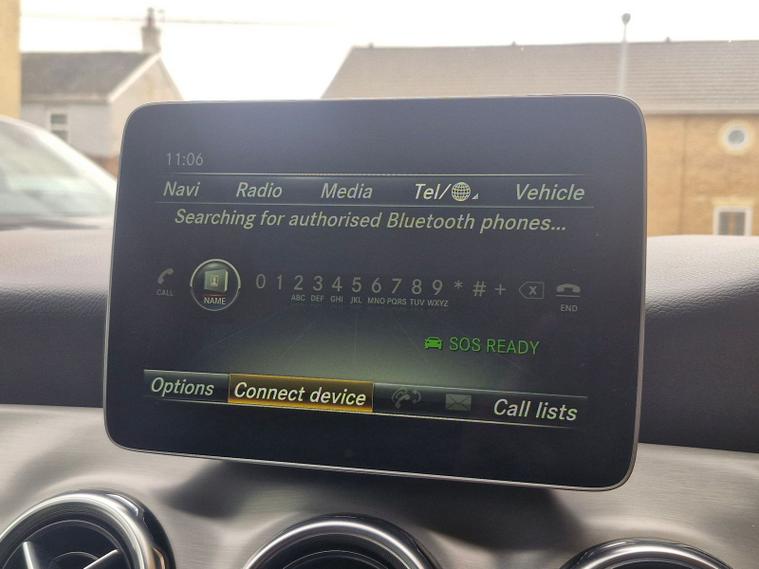 11:06
Navi Radio Media Tel/ Vehicle
Searching for authorised Bluetooth phones...
CALL NAME 0 1 2 3 4 5 6 7 8 9 * # + X END
ABC DEF GHI JKL MNO PQRS TUV WXYZ
SOS READY
Options Connect device Call lists